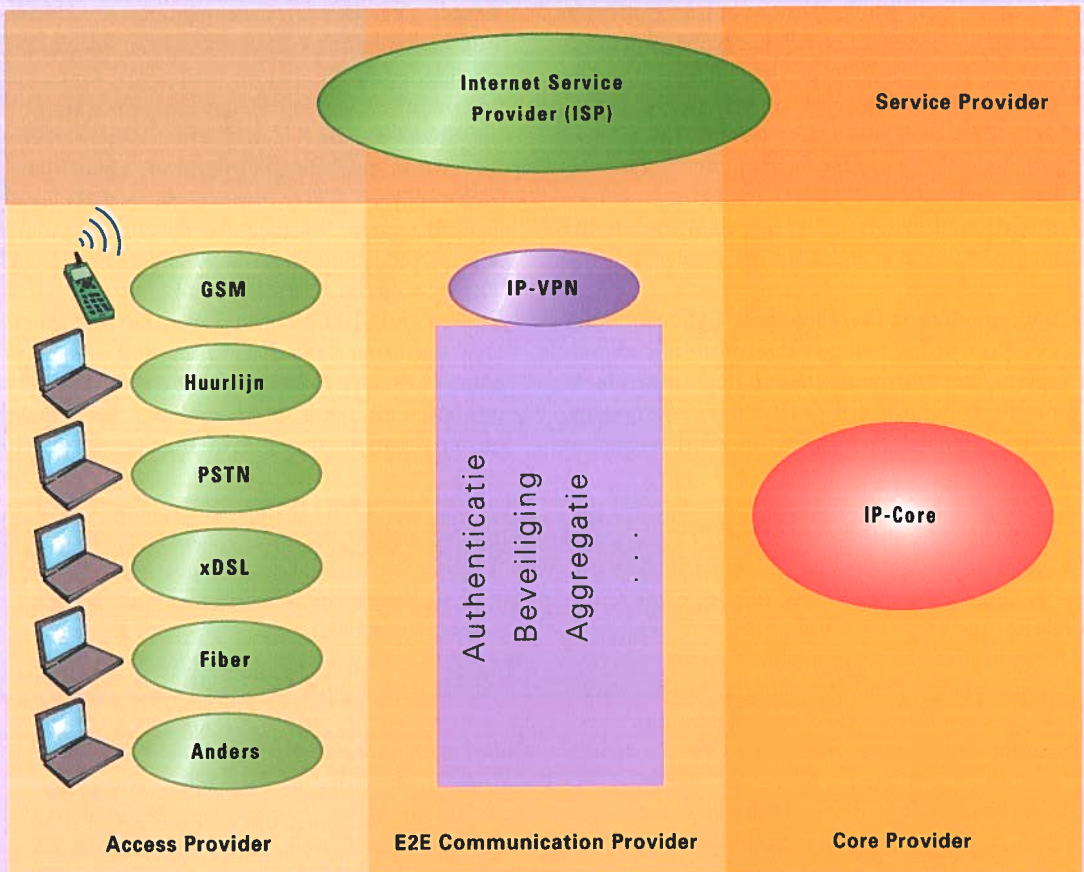 Internet Service
Provider (ISP)
Service Provider
GSM
Huurlijn
PSTN
xDSL
Fiber
Anders
IP-VPN
Authenticatie
Beveiliging
Aggregatie
. . .
IP-Core
Access Provider
E2E Communication Provider
Core Provider